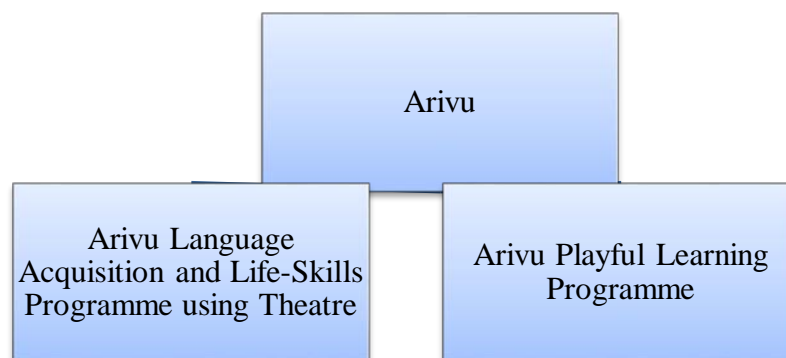 Arivu
Arivu Language
Acquisition and Life-Skills
Programme using Theatre
Arivu Playful Learning
Programme